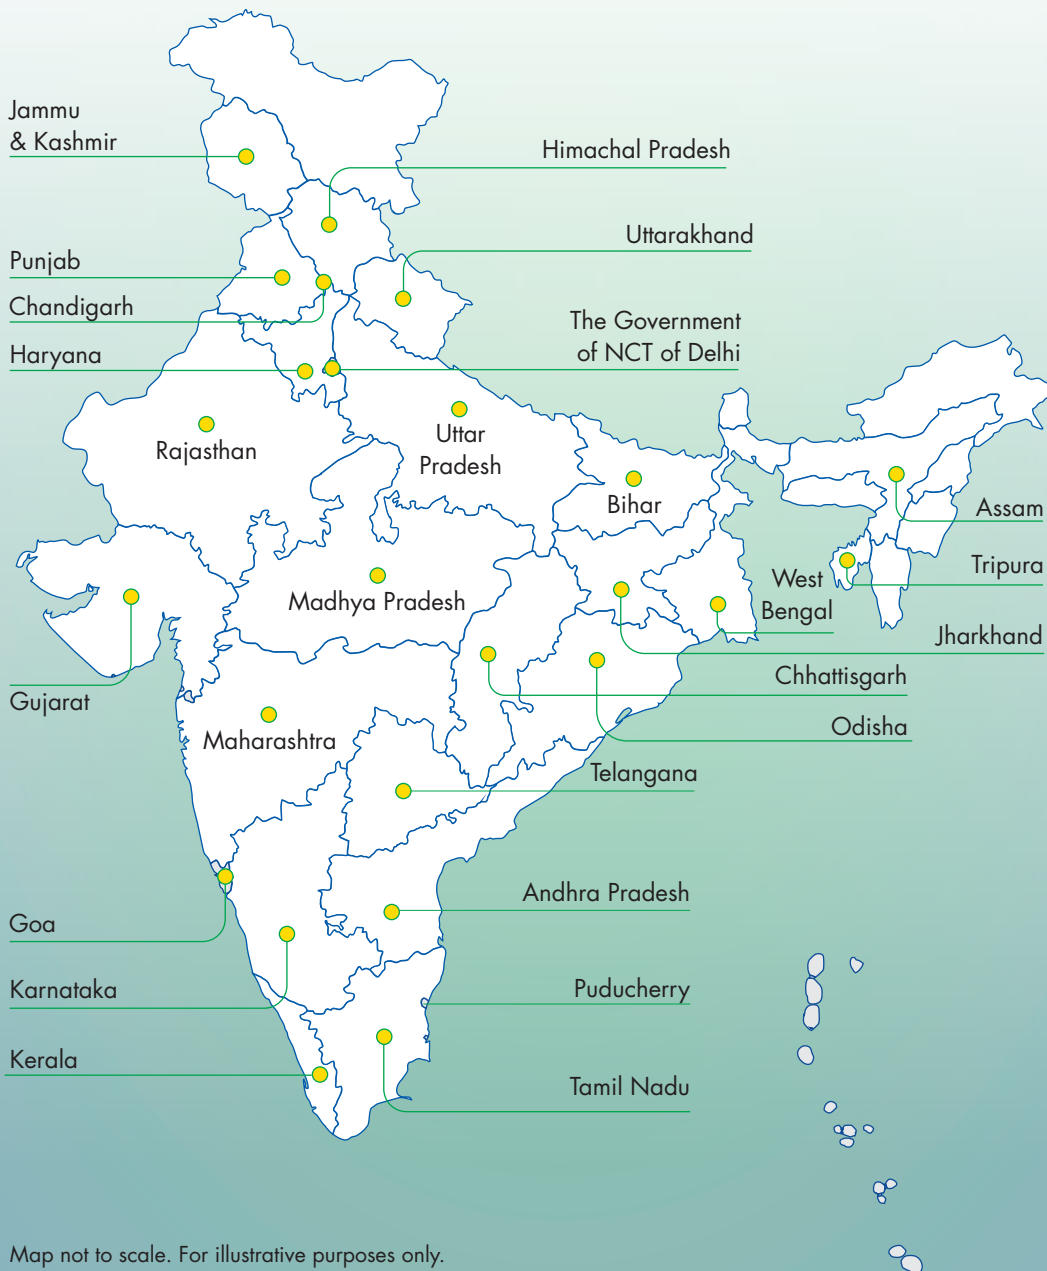 Jammu
& Kashmir
Himachal Pradesh
Uttarakhand
Punjab
Chandigarh
The Government
of NCT of Delhi
Haryana
Rajasthan
Uttar
Pradesh
Bihar
Assam
Tripura
West
Bengal
Madhya Pradesh
Jharkhand
Chhattisgarh
Gujarat
Odisha
Maharashtra
Telangana
Andhra Pradesh
Goa
Karnataka
Puducherry
Kerala
Tamil Nadu
Map not to scale. For illustrative purposes only.